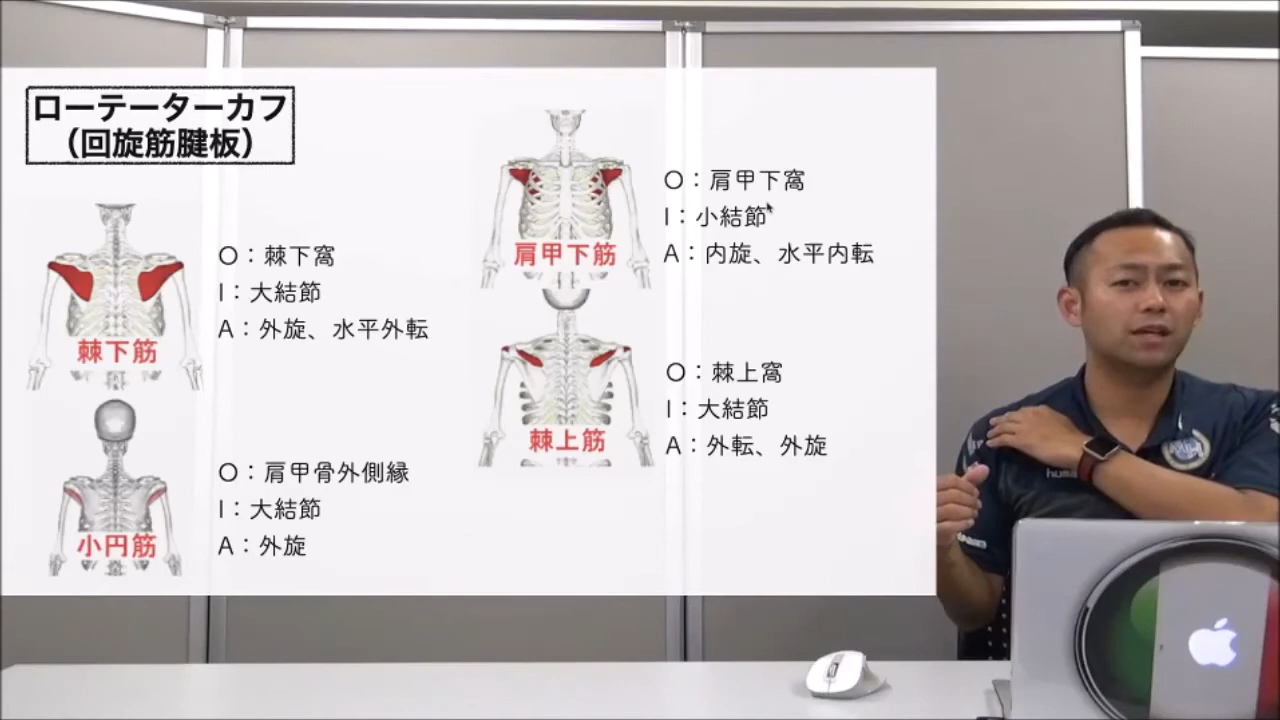 ローテーターカフ
（回旋筋腱板）
棘下筋
O：棘下窩
I：大結節
A：外旋、水平外転
小円筋
O：肩甲骨外側縁
I：大結節
A：外旋
肩甲下筋
O：肩甲下窩
I：小結節
A：内旋、水平内転
棘上筋
O：棘上窩
I：大結節
A：外転、外旋